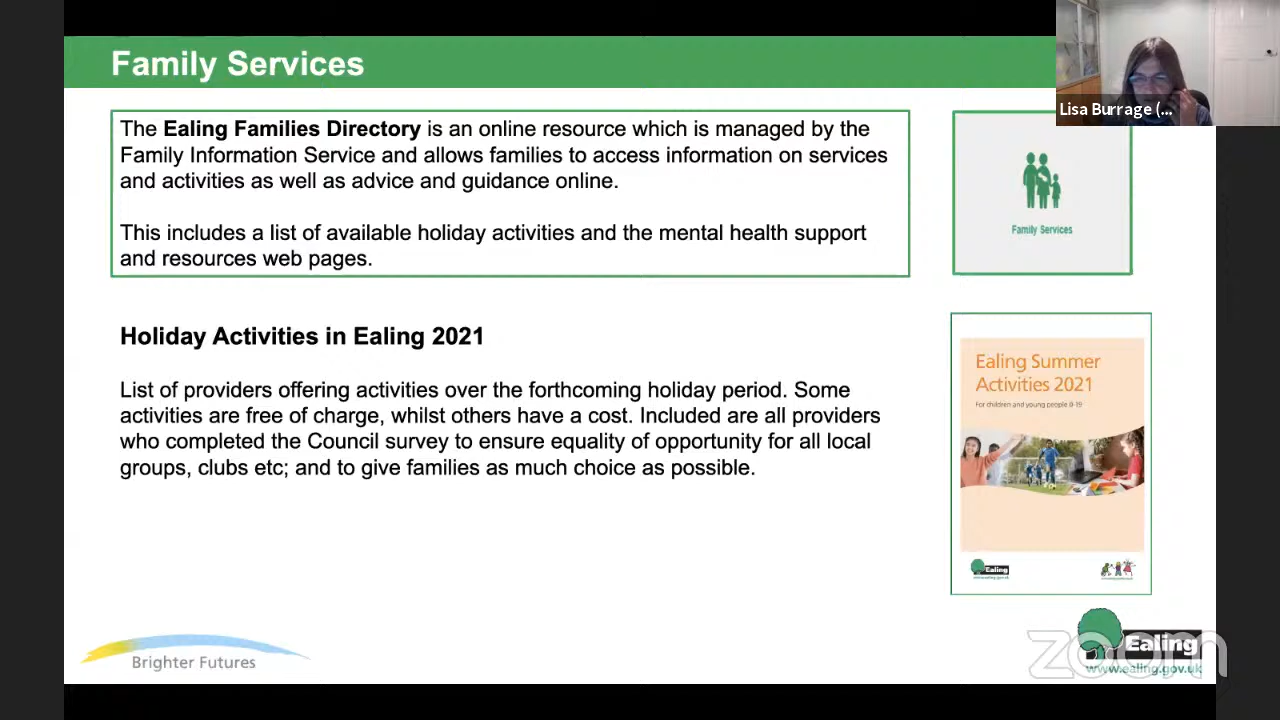 Family Services
Lisa Burrage (...
The Ealing Families Directory is an online resource which is managed by the
Family Information Service and allows families to access information on services
and activities as well as advice and guidance online.
This includes a list of available holiday activities and the mental health support
and resources web pages.
Family Services
Holiday Activities in Ealing 2021
List of providers offering activities over the forthcoming holiday period. Some
activities are free of charge, whilst others have a cost. Included are all providers
who completed the Council survey to ensure equality of opportunity for all local
groups, clubs etc; and to give families as much choice as possible.
Ealing Summer
Activities 2021
For children and young people 0-19
Ealing
Brighter Futures
Ealing
www.ealing.gov.uk
zoom